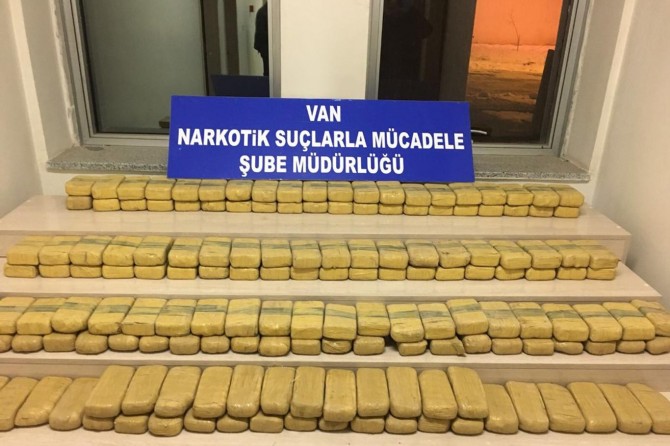 VAN
NARKOTİK SUÇLARLA MÜCADELE
ŞUBE MÜDÜRLÜĞÜ